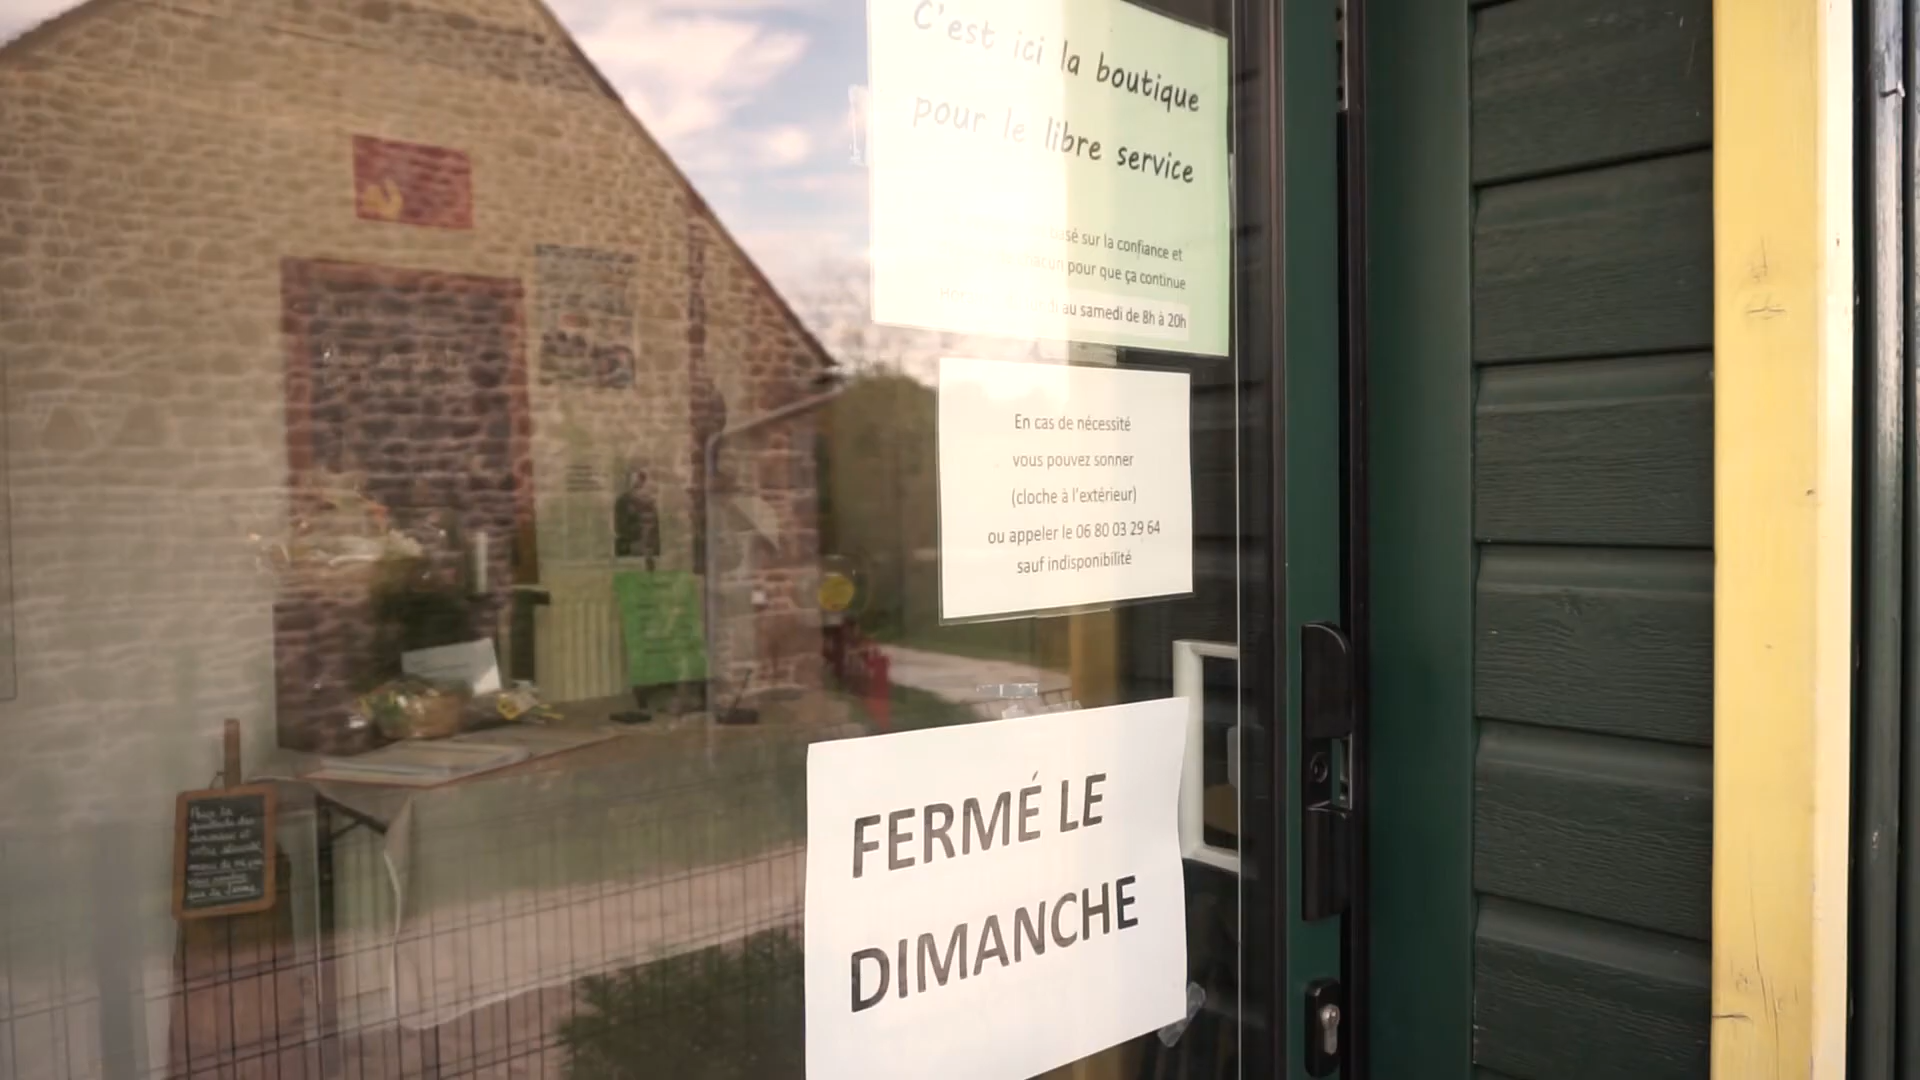 C'est ici la boutique
pour le libre service
sur la confiance et
pour que ça continue
au samedi de 8h à 20h
En cas de nécessité
vous pouvez sonner
(cloche à l'extérieur)
ou appeler le 06 80 03 29 64
sauf indisponibilité
FERMÉ LE
DIMANCHE